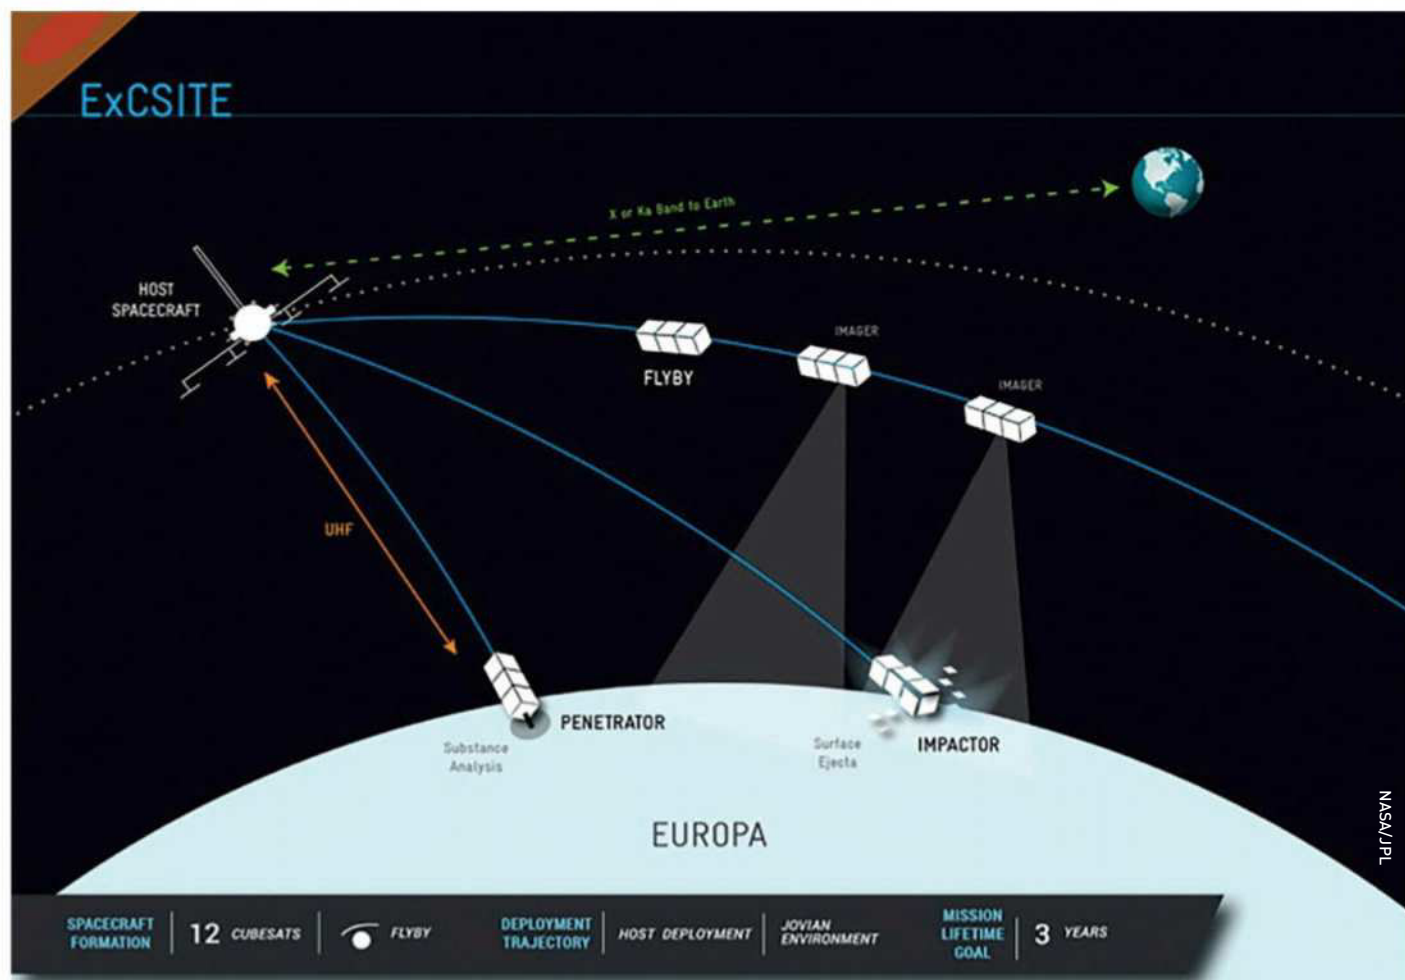 ExCSITE
X or Ka Band to Earth
HOST
SPACECRAFT
IMAGER
FLYBY
IMAGER
UHF
PENETRATOR
Substance
Analysis
Surface
Ejecta
IMPACTOR
EUROPA
NASA/JPL
SPACECRAFT
FORMATION
12 CUBESATS
FLYBY
DEPLOYMENT
TRAJECTORY
HOST DEPLOYMENT
JOVIAN
ENVIRONMENT
MISSION
LIFETIME
GOAL
3 YEARS